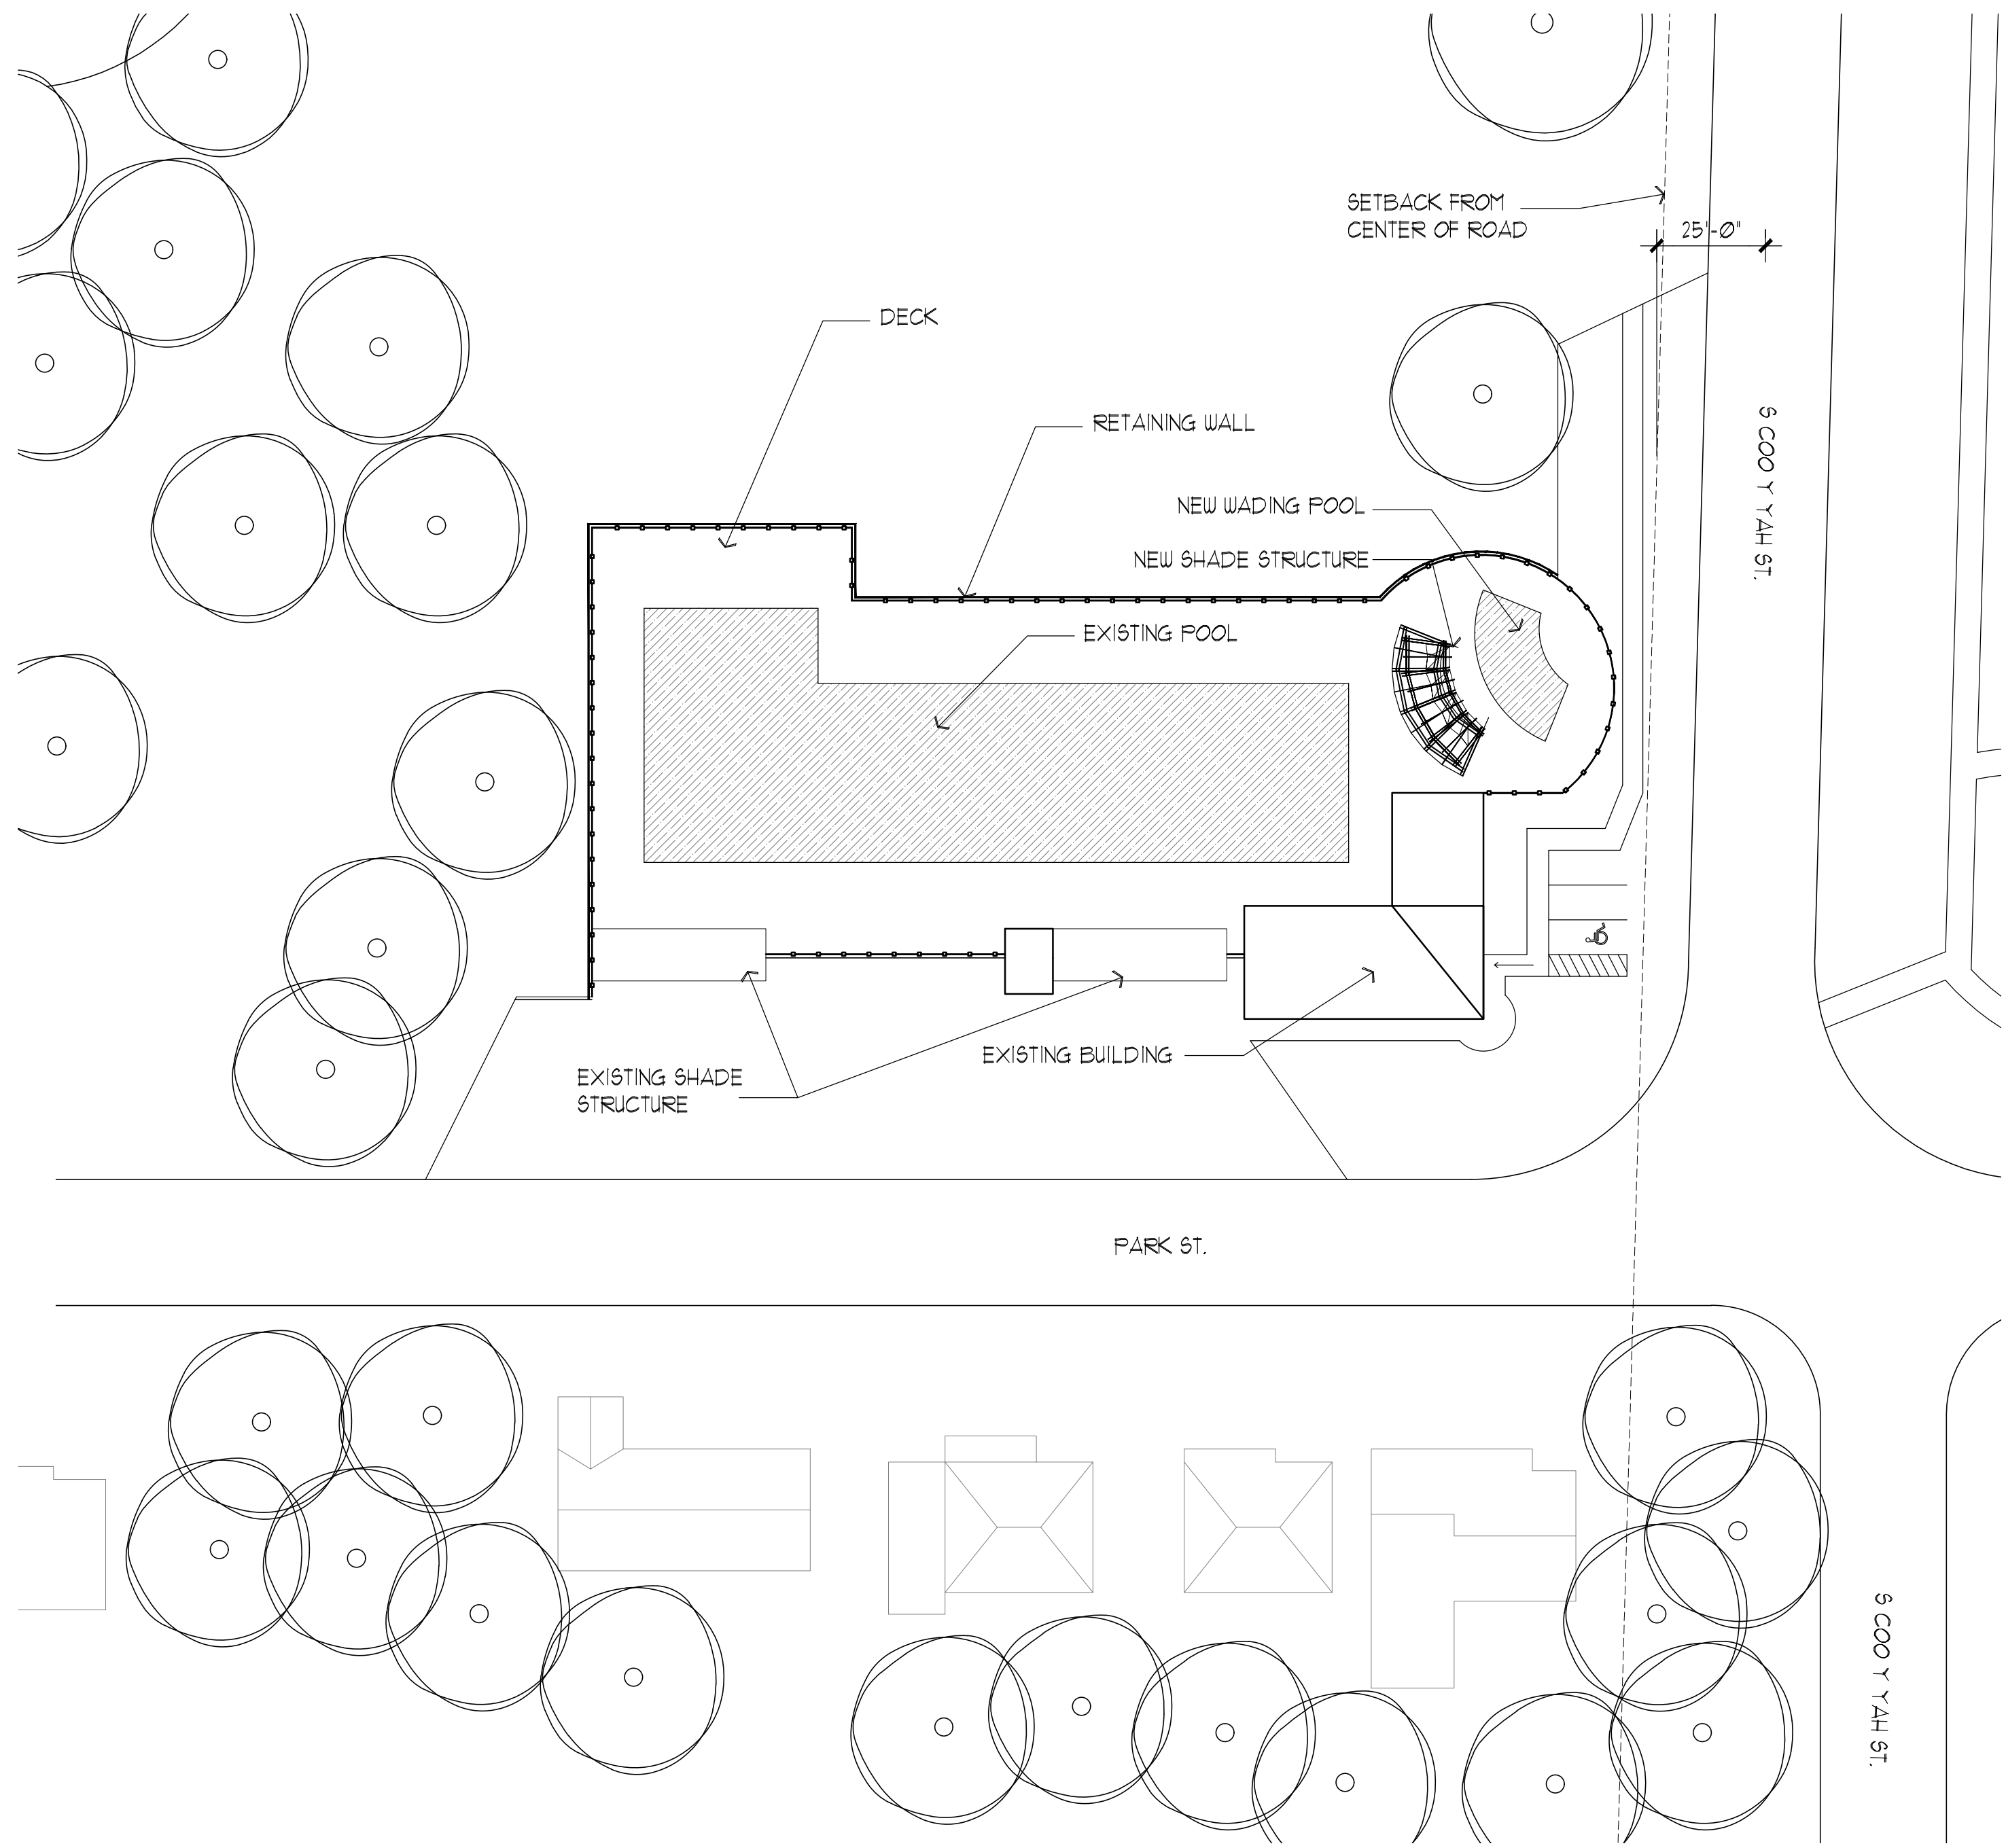 SETBACK FROM
CENTER OF ROAD
25'-0"
DECK
RETAINING WALL
S COO Y YAH ST.
NEW WADING POOL
NEW SHADE STRUCTURE
EXISTING POOL
EXISTING BUILDING
EXISTING SHADE
STRUCTURE
PARK ST.
S COO Y YAH ST.